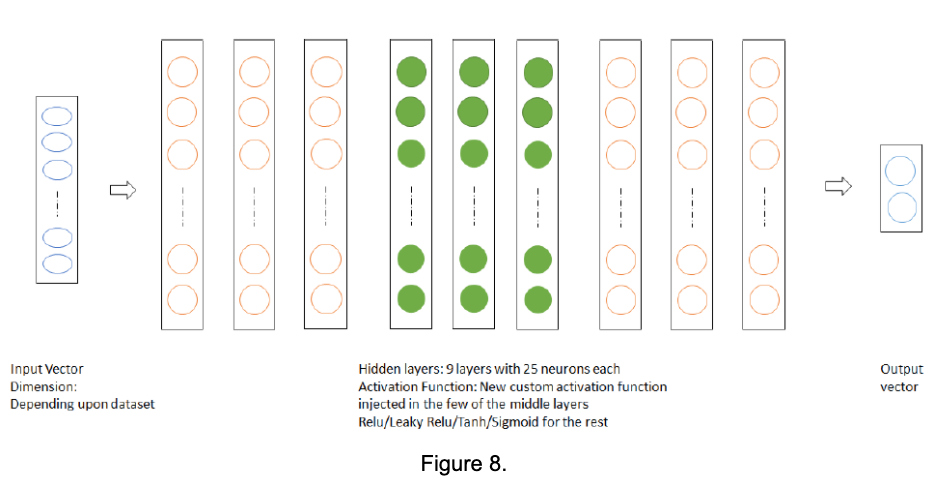 Input Vector
Dimension:
Depending upon dataset
Hidden layers: 9 layers with 25 neurons each
Activation Function: New custom activation function
injected in the few of the middle layers
Relu/Leaky Relu/Tanh/Sigmoid for the rest
Output
vector
Figure 8.